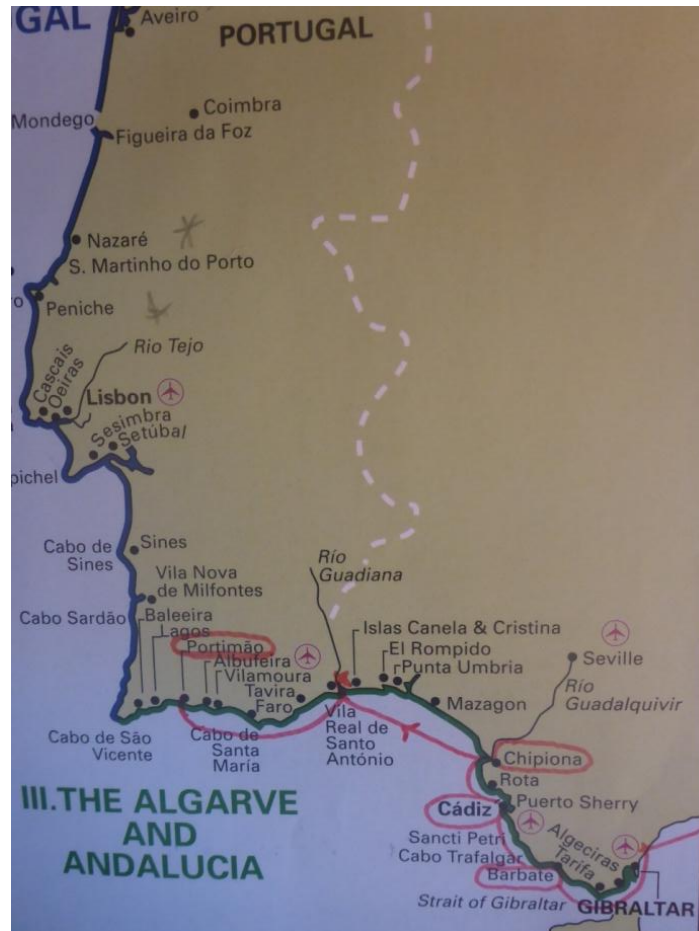 GAL
Aveiro
PORTUGAL
Coimbra
Mondego
Figueira da Foz
Nazaré
S. Martinho do Porto
Peniche
Rio Tejo
Cascais
Oeiras
Lisbon
Sesimbra
Setúbal
pichel
Cabo de
Sines
Sines
Vila Nova
de Milfontes
Río
Guadiana
Cabo Sardão
Baleeira
Lagos
Portimão
Albufeira
Vilamoura
Tavira
Faro
Islas Canela & Cristina
El Rompido
Punta Umbria
Seville
Río
Guadalquivir
Mazagon
Cabo de São
Vicente
Cabo de
Santa
María
Vila
Real de
Santo
António
Chipiona
Rota
Cádiz
Puerto Sherry
III.THE ALGARVE
AND
ANDALUCIA
Sancti Petri
Cabo Trafalgar
Barbate
Algeciras
Tarifa
Strait of Gibraltar
GIBRALTAR